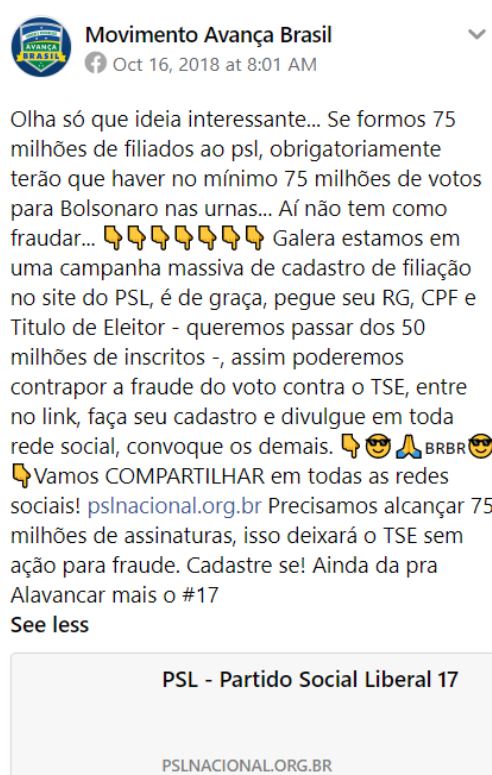 AVANÇA
BRASIL
Movimento Avança Brasil
Oct 16, 2018 at 8:01 AM
Olha só que ideia interessante... Se formos 75
milhões de filiados ao psl, obrigatoriamente
terão que haver no mínimo 75 milhões de votos
para Bolsonaro nas urnas... Aí não tem como
fraudar... 👇👇👇👇👇👇👇 Galera estamos em
uma campanha massiva de cadastro de filiação
no site do PSL, é de graça, pegue seu RG, CPF e
Titulo de Eleitor - queremos passar dos 50
milhões de inscritos -, assim poderemos
contrapor a fraude do voto contra o TSE, entre
no link, faça seu cadastro e divulgue em toda
rede social, convoque os demais. 👇😎🙏BRBR😎
👇Vamos COMPARTILHAR em todas as redes
sociais! pslnacional.org.br Precisamos alcançar 75
milhões de assinaturas, isso deixará o TSE sem
ação para fraude. Cadastre se! Ainda da pra
Alavancar mais o #17
See less
PSL - Partido Social Liberal 17
PSLNACIONAL.ORG.BR